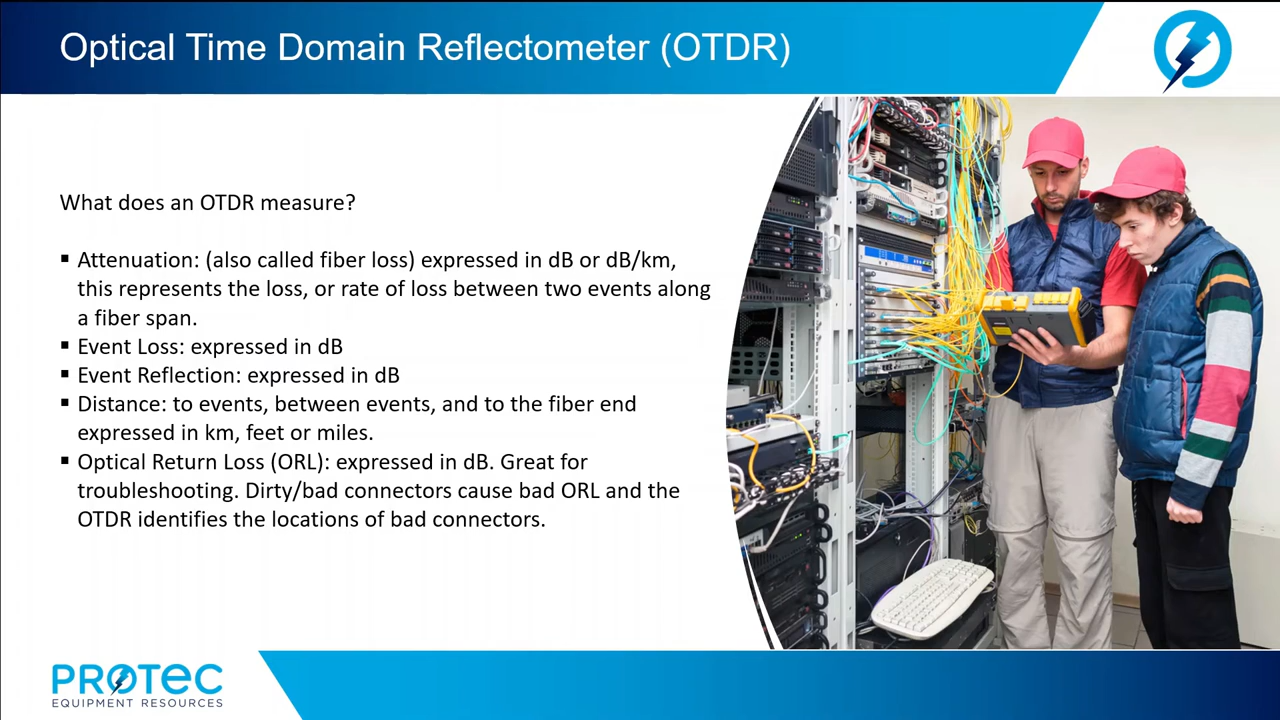 Optical Time Domain Reflectometer (OTDR)
What does an OTDR measure?
▪ Attenuation: (also called fiber loss) expressed in dB or dB/km,
this represents the loss, or rate of loss between two events along
a fiber span.
▪ Event Loss: expressed in dB
▪ Event Reflection: expressed in dB
▪ Distance: to events, between events, and to the fiber end
expressed in km, feet or miles.
▪ Optical Return Loss (ORL): expressed in dB. Great for
troubleshooting. Dirty/bad connectors cause bad ORL and the
OTDR identifies the locations of bad connectors.
PROTEC
EQUIPMENT RESOURCES